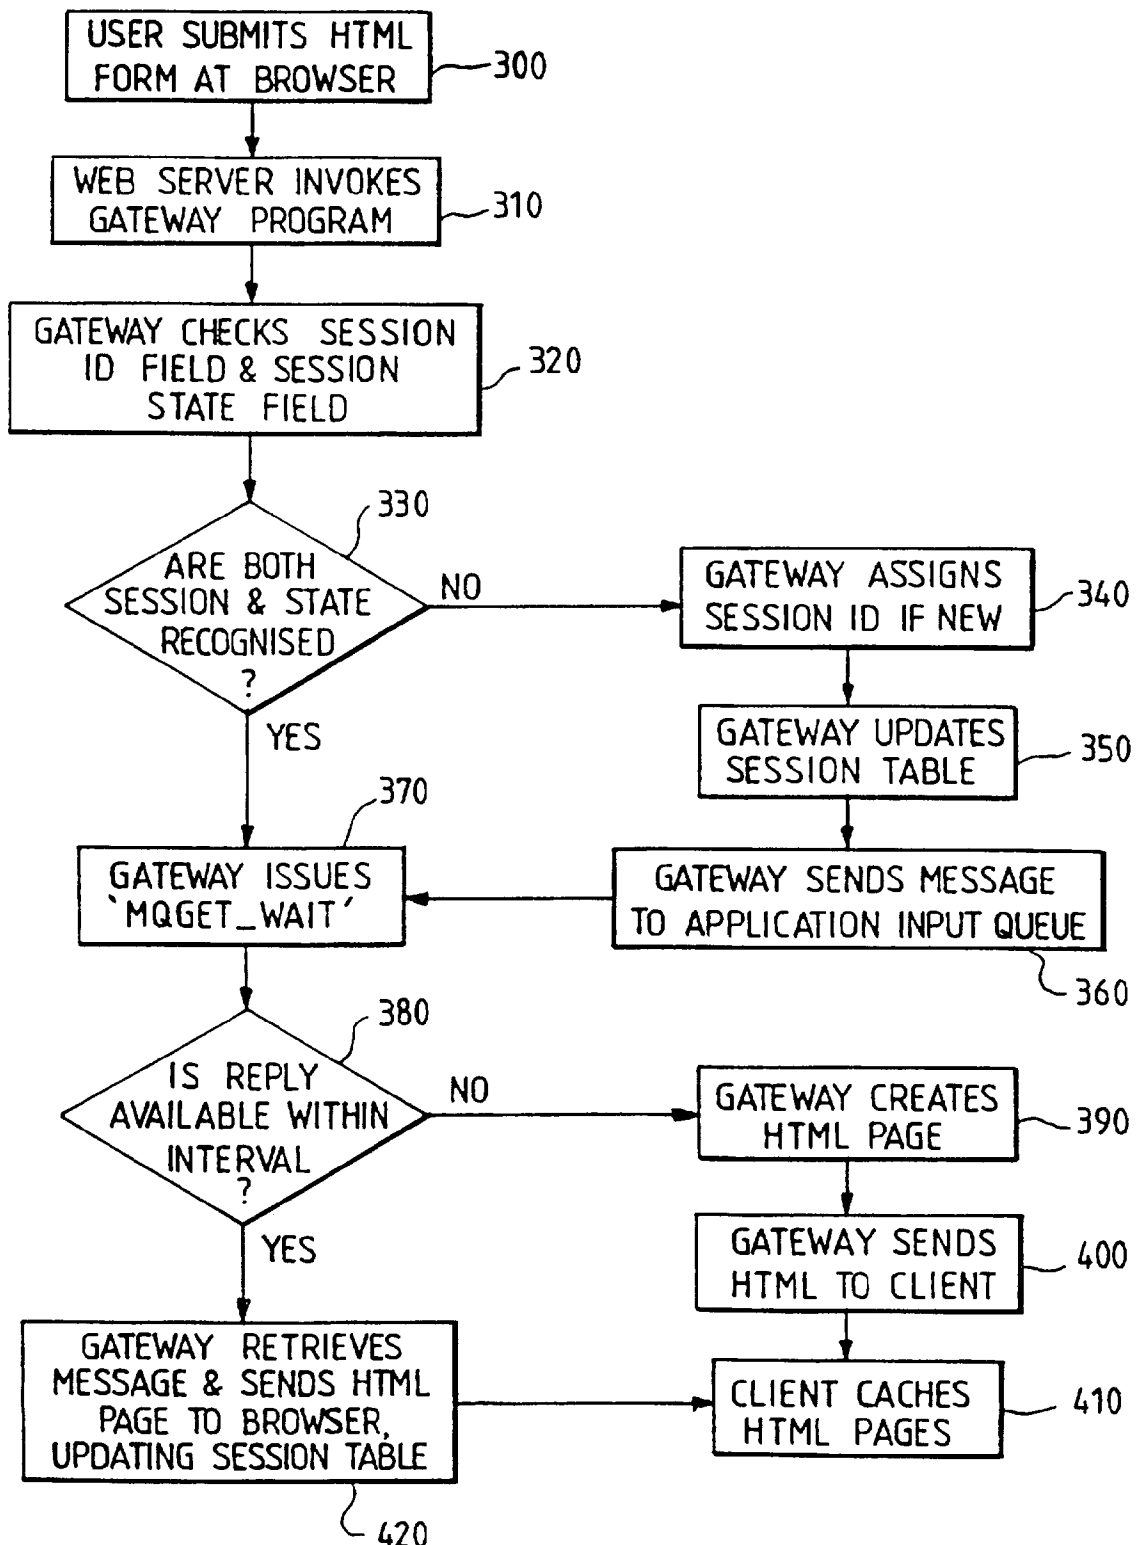 USER SUBMITS HTML
FORM AT BROWSER
300
WEB SERVER INVOKES
GATEWAY PROGRAM
310
GATEWAY CHECKS SESSION
ID FIELD & SESSION
STATE FIELD
320
330
ARE BOTH
SESSION & STATE
RECOGNISED
?
NO
YES
GATEWAY ASSIGNS
SESSION ID IF NEW
340
GATEWAY UPDATES
SESSION TABLE
350
GATEWAY SENDS MESSAGE
TO APPLICATION INPUT QUEUE
360
370
GATEWAY ISSUES
'MQGET_WAIT'
380
IS REPLY
AVAILABLE WITHIN
INTERVAL
?
NO
YES
GATEWAY CREATES
HTML PAGE
390
GATEWAY SENDS
HTML TO CLIENT
400
GATEWAY RETRIEVES
MESSAGE & SENDS HTML
PAGE TO BROWSER,
UPDATING SESSION TABLE
420
CLIENT CACHES
HTML PAGES
410